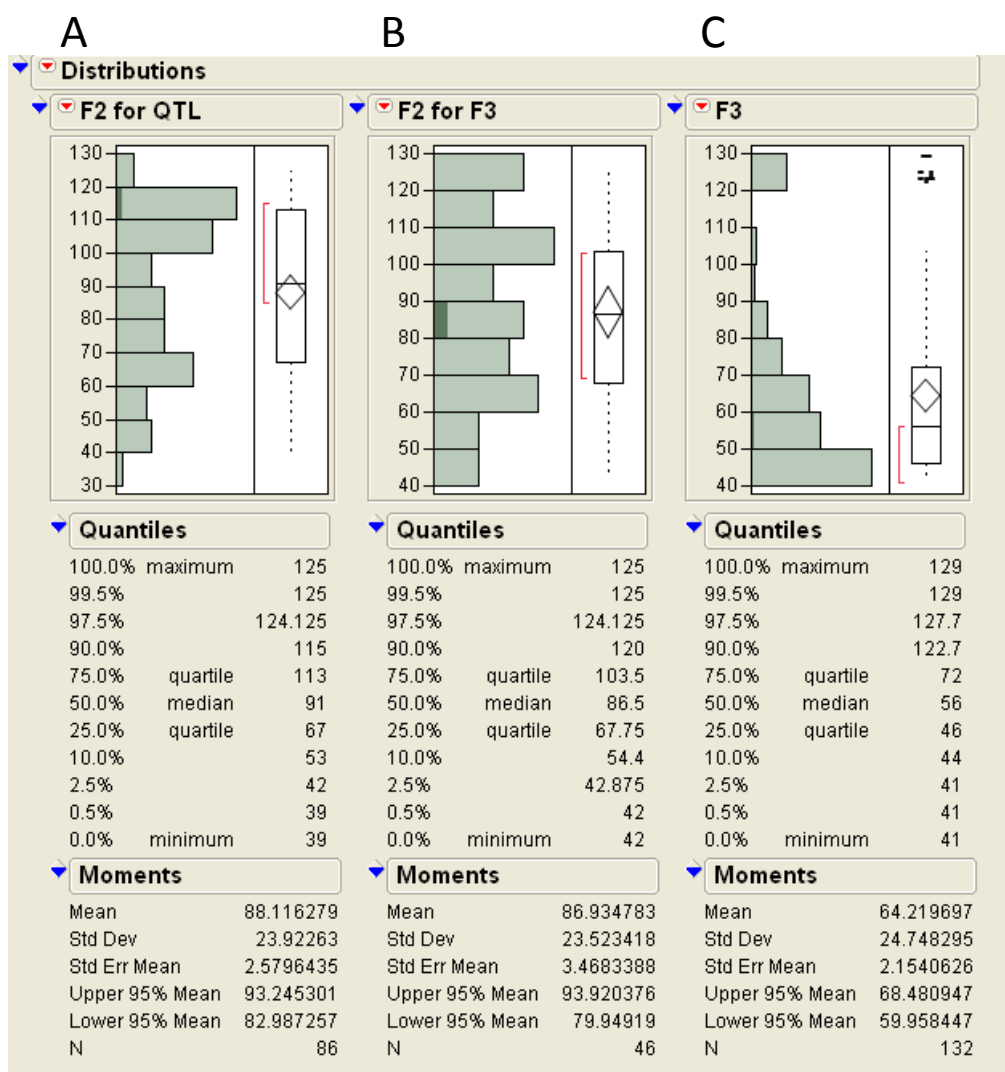 A B C
Distributions
F2 for QTL F2 for F3 F3
130 130 130
120 120 120
110 110 110
100 100 100
90 90 90
80 80 80
70 70 70
60 60 60
50 50 50
40 40 40
30
Quantiles Quantiles Quantiles
100.0% maximum 125 100.0% maximum 125 100.0% maximum 129
99.5% 125 99.5% 125 99.5% 129
97.5% 124.125 97.5% 124.125 97.5% 127.7
90.0% 115 90.0% 120 90.0% 122.7
75.0% quartile 113 75.0% quartile 103.5 75.0% quartile 72
50.0% median 91 50.0% median 86.5 50.0% median 56
25.0% quartile 67 25.0% quartile 67.75 25.0% quartile 46
10.0% 53 10.0% 54.4 10.0% 44
2.5% 42 2.5% 42.875 2.5% 41
0.5% 39 0.5% 42 0.5% 41
0.0% minimum 39 0.0% minimum 42 0.0% minimum 41
Moments Moments Moments
Mean 88.116279 Mean 86.934783 Mean 64.219697
Std Dev 23.92263 Std Dev 23.523418 Std Dev 24.748295
Std Err Mean 2.5796435 Std Err Mean 3.4683388 Std Err Mean 2.1540626
Upper 95% Mean 93.245301 Upper 95% Mean 93.920376 Upper 95% Mean 68.480947
Lower 95% Mean 82.987257 Lower 95% Mean 79.94919 Lower 95% Mean 59.958447
N 86 N 46 N 132